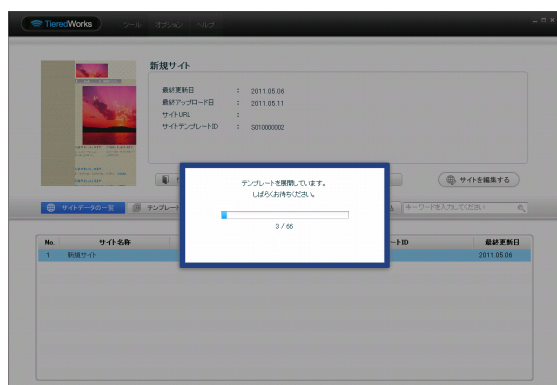 TieredWorks ツール オプション ヘルプ
新規サイト
最終更新日 : 2011.05.06
最終アップロード日 : 2011.05.11
サイトURL :
サイトテンプレートID : S010000002
テンプレートを展開しています。
しばらくお待ちください。
3 / 66
サイトを編集する
サイトデータの一覧 テンプレート キーワードを入力してください
No. サイト名称 ートID 最終更新日
1 新規サイト 2011.05.06